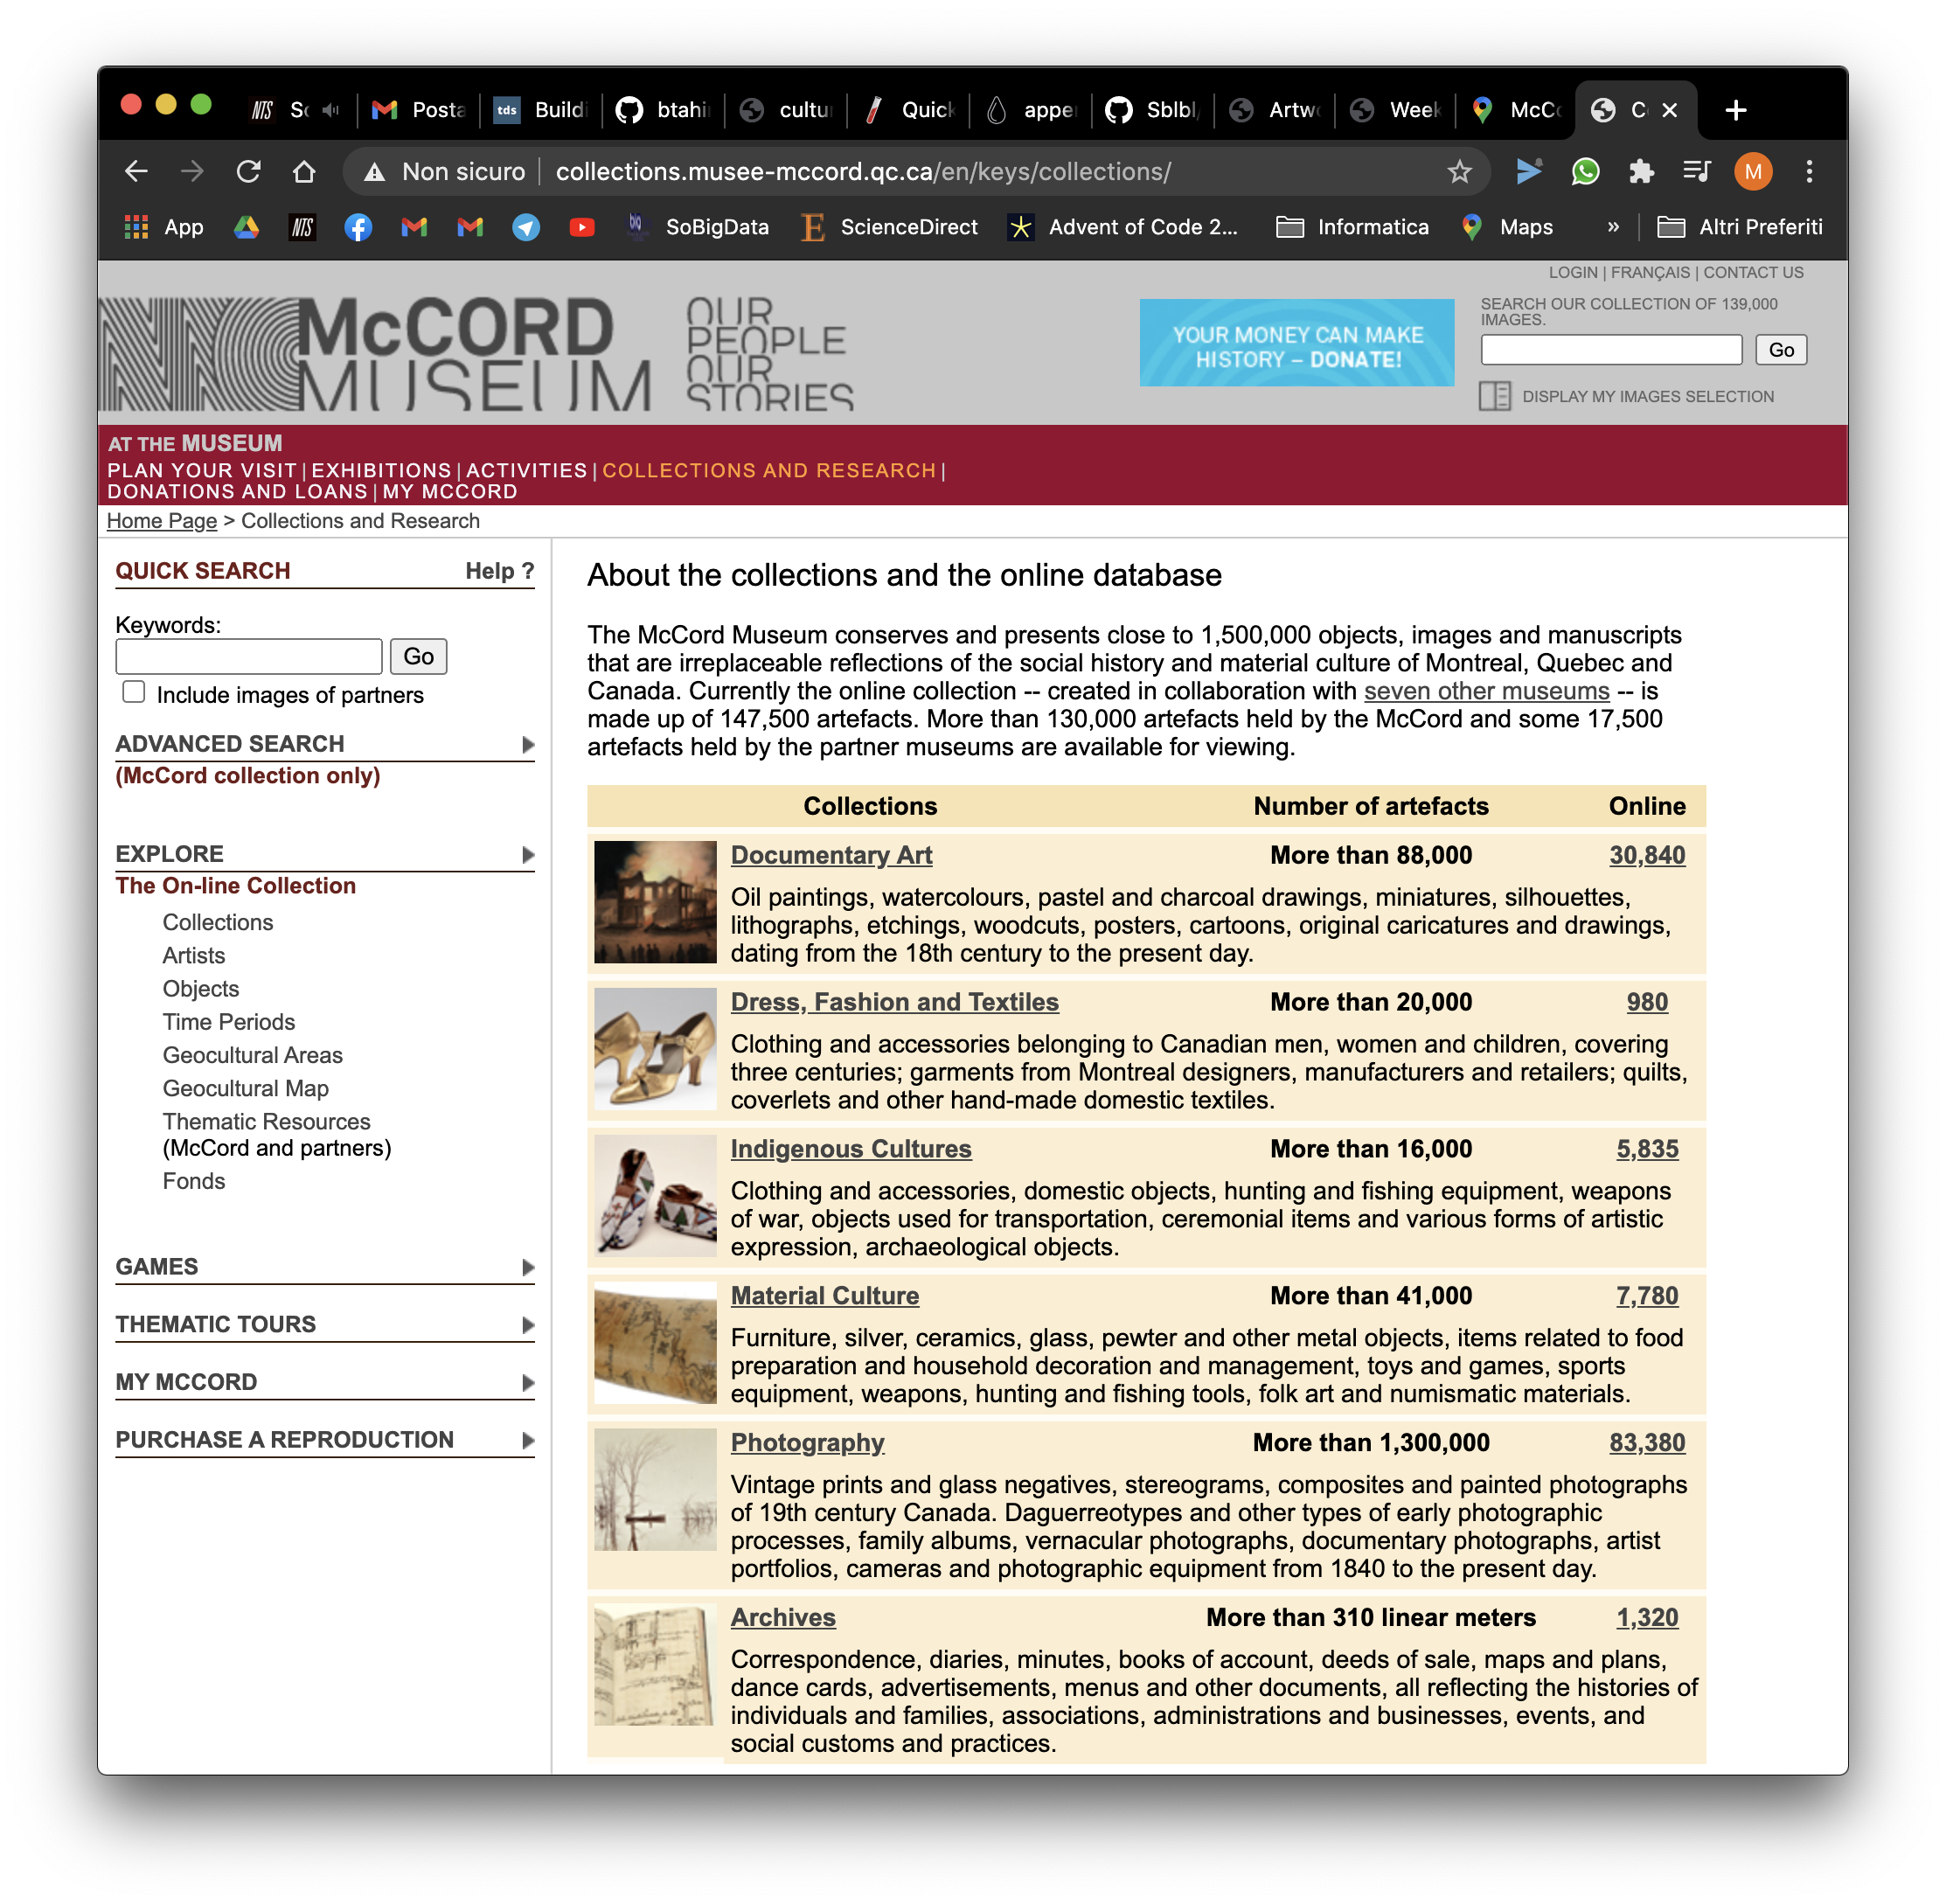 NTS Sc
Posta
tds Buildi
btahi
cultur
Quick
appe
Sblbl/
Artwo
Week
McCo
C
Non sicuro collections.musee-mccord.qc.ca/en/keys/collections/
M
App NTS SoBigData ScienceDirect Advent of Code 2... Informatica Maps » Altri Preferiti
LOGIN | FRANÇAIS | CONTACT US
McCORD
MUSEUM
OUR
PEOPLE
OUR
STORIES
YOUR MONEY CAN MAKE
HISTORY – DONATE!
SEARCH OUR COLLECTION OF 139,000
IMAGES.
Go
DISPLAY MY IMAGES SELECTION
AT THE MUSEUM
PLAN YOUR VISIT | EXHIBITIONS | ACTIVITIES | COLLECTIONS AND RESEARCH |
DONATIONS AND LOANS | MY MCCORD
Home Page > Collections and Research
QUICK SEARCH Help ?
Keywords:
Go
Include images of partners
ADVANCED SEARCH
(McCord collection only)
EXPLORE
The On-line Collection
Collections
Artists
Objects
Time Periods
Geocultural Areas
Geocultural Map
Thematic Resources
(McCord and partners)
Fonds
GAMES
THEMATIC TOURS
MY MCCORD
PURCHASE A REPRODUCTION
About the collections and the online database
The McCord Museum conserves and presents close to 1,500,000 objects, images and manuscripts
that are irreplaceable reflections of the social history and material culture of Montreal, Quebec and
Canada. Currently the online collection -- created in collaboration with seven other museums -- is
made up of 147,500 artefacts. More than 130,000 artefacts held by the McCord and some 17,500
artefacts held by the partner museums are available for viewing.
Collections Number of artefacts Online
Documentary Art More than 88,000 30,840
Oil paintings, watercolours, pastel and charcoal drawings, miniatures, silhouettes,
lithographs, etchings, woodcuts, posters, cartoons, original caricatures and drawings,
dating from the 18th century to the present day.
Dress, Fashion and Textiles More than 20,000 980
Clothing and accessories belonging to Canadian men, women and children, covering
three centuries; garments from Montreal designers, manufacturers and retailers; quilts,
coverlets and other hand-made domestic textiles.
Indigenous Cultures More than 16,000 5,835
Clothing and accessories, domestic objects, hunting and fishing equipment, weapons
of war, objects used for transportation, ceremonial items and various forms of artistic
expression, archaeological objects.
Material Culture More than 41,000 7,780
Furniture, silver, ceramics, glass, pewter and other metal objects, items related to food
preparation and household decoration and management, toys and games, sports
equipment, weapons, hunting and fishing tools, folk art and numismatic materials.
Photography More than 1,300,000 83,380
Vintage prints and glass negatives, stereograms, composites and painted photographs
of 19th century Canada. Daguerreotypes and other types of early photographic
processes, family albums, vernacular photographs, documentary photographs, artist
portfolios, cameras and photographic equipment from 1840 to the present day.
Archives More than 310 linear meters 1,320
Correspondence, diaries, minutes, books of account, deeds of sale, maps and plans,
dance cards, advertisements, menus and other documents, all reflecting the histories of
individuals and families, associations, administrations and businesses, events, and
social customs and practices.